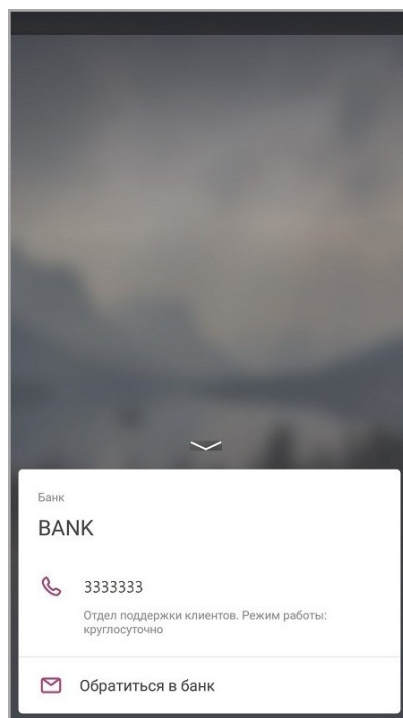 Банк
BANK
3333333
Отдел поддержки клиентов. Режим работы:
круглосуточно
Обратиться в банк